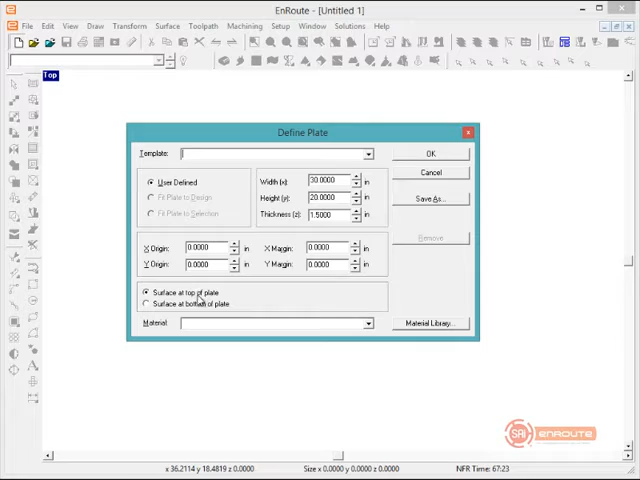 EnRoute - [Untitled 1]
File Edit View Draw Transform Surface Toolpath Machining Setup Window Solutions Help
Top
Define Plate
Template:
OK
User Defined
Fit Plate to Design
Fit Plate to Selection
Width (x): 30.0000 in
Height (y): 20.0000 in
Thickness (z): 1.5000 in
Cancel
Save As...
Remove
X Origin: 0.0000 in X Margin: 0.0000 in
Y Origin: 0.0000 in Y Margin: 0.0000 in
Surface at top of plate
Surface at bottom of plate
Material:
Material Library...
SAi ENROUTE
x 36.2114 y 18.4819 z 0.0000 Size x 0.0000 y 0.0000 z 0.0000 NFR Time: 67:23